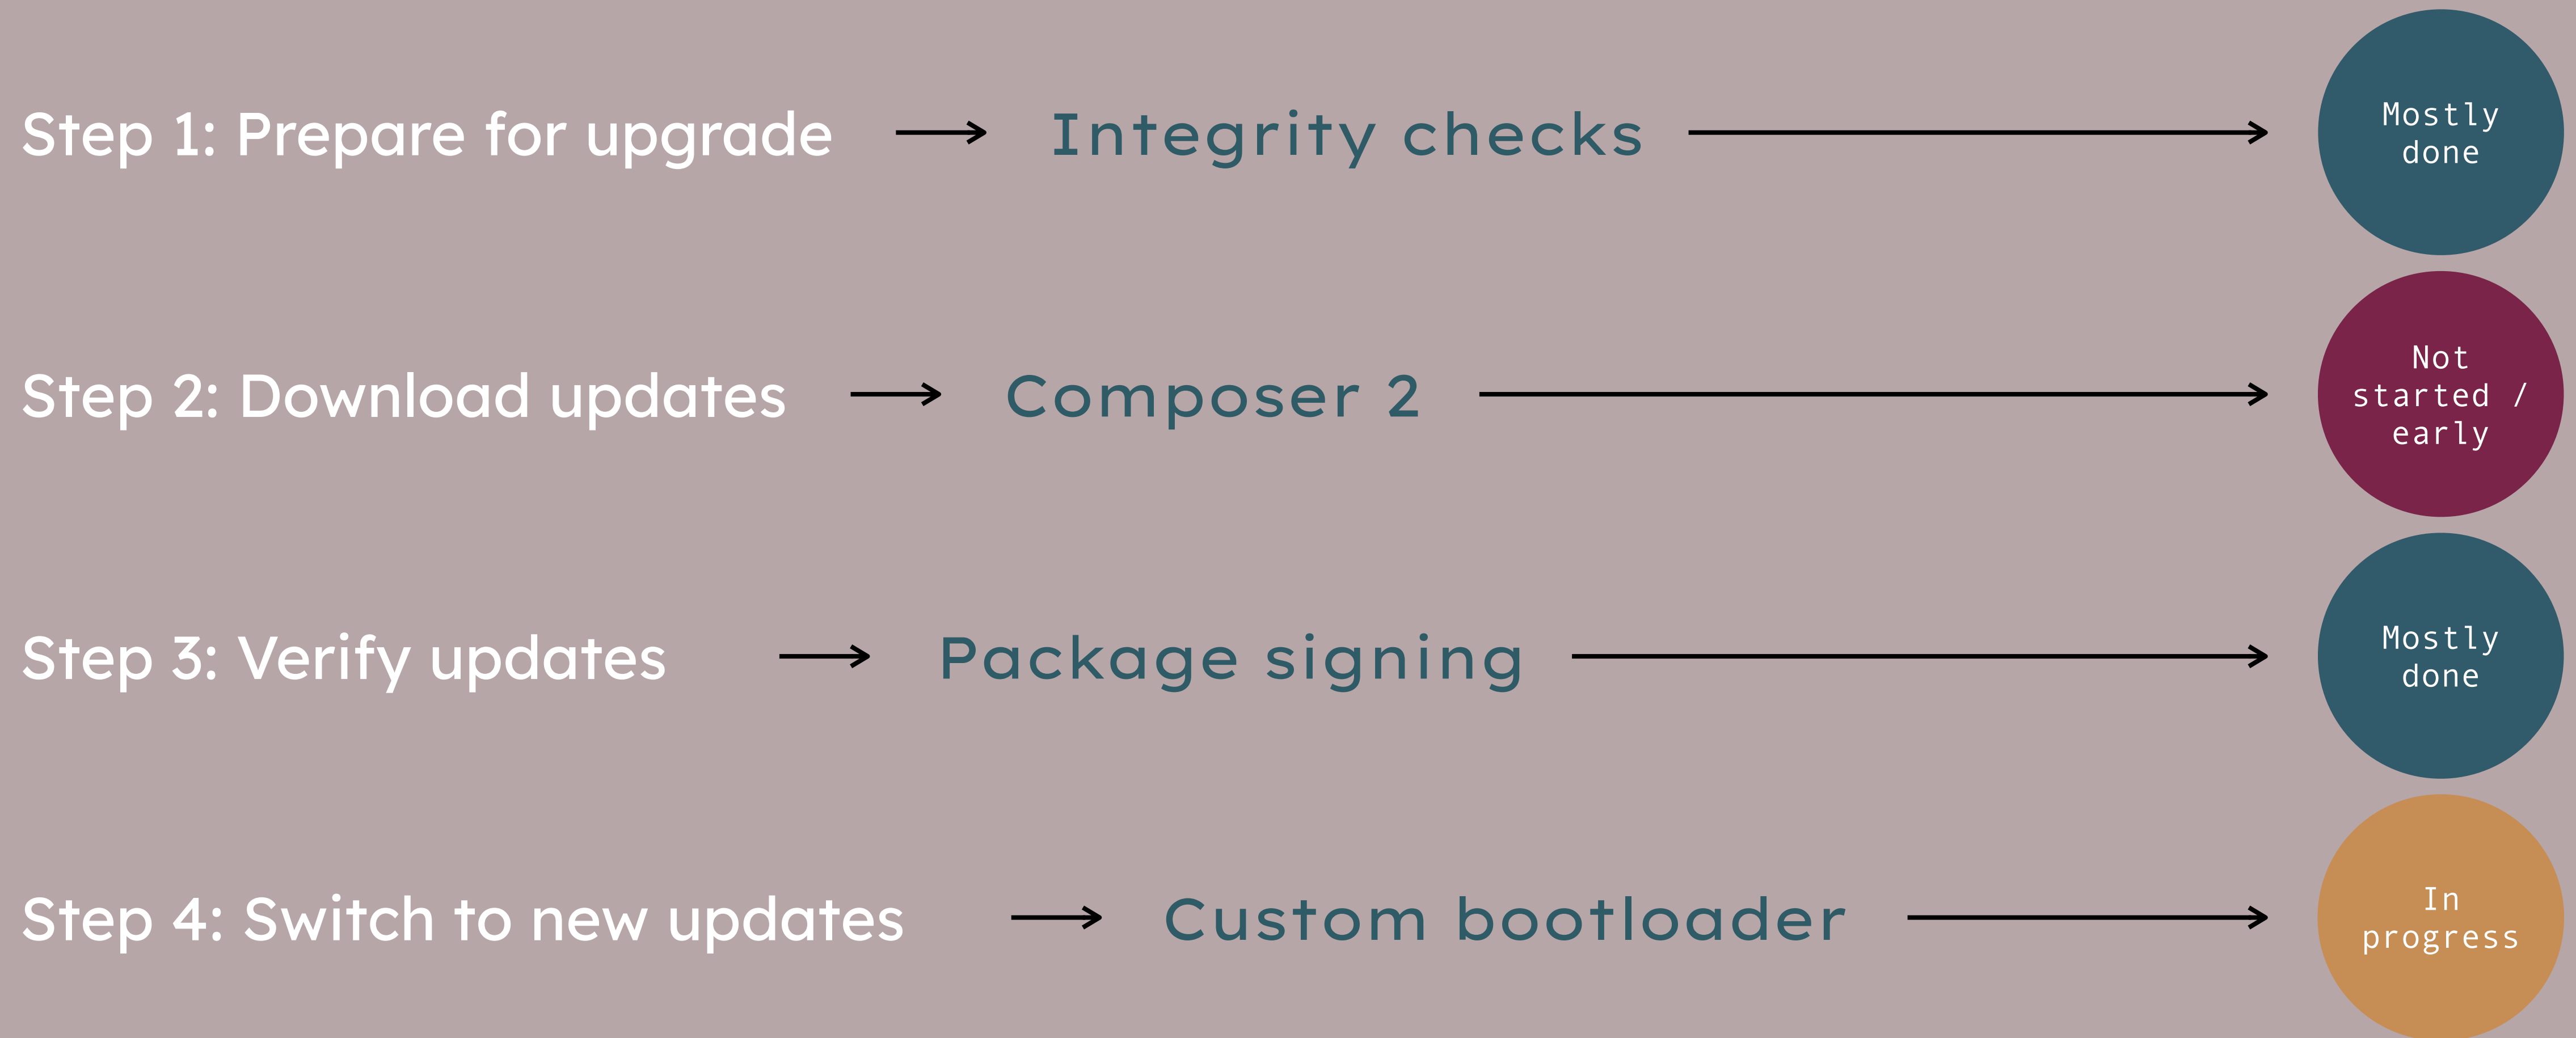 Step 1: Prepare for upgrade
Integrity checks
Mostly
done
Step 2: Download updates
Composer 2
Not
started /
early
Step 3: Verify updates
Package signing
Mostly
done
Step 4: Switch to new updates
Custom bootloader
In
progress